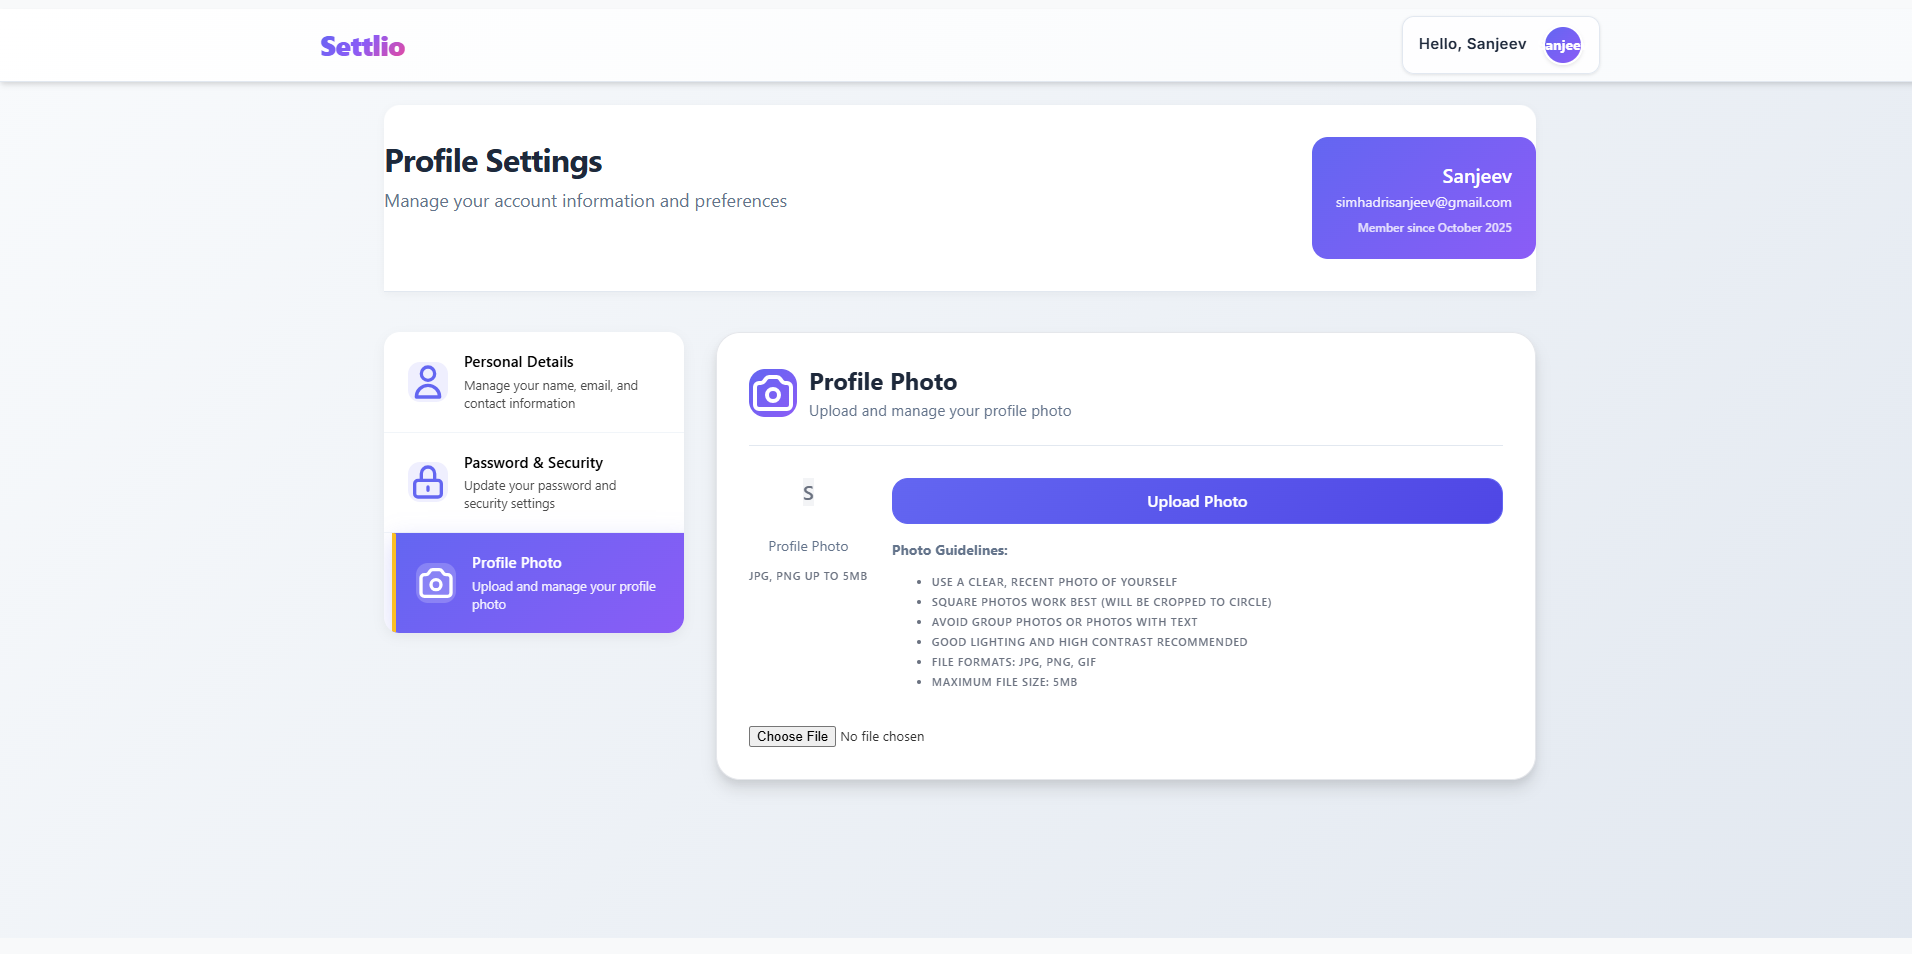 Settlio
Hello, Sanjeev
anjee
Profile Settings
Manage your account information and preferences
Sanjeev
simhadrisanjeev@gmail.com
Member since October 2025
Personal Details
Manage your name, email, and
contact information
Password & Security
Update your password and
security settings
Profile Photo
Upload and manage your profile
photo
Profile Photo
Upload and manage your profile photo
S
Profile Photo
JPG, PNG UP TO 5MB
Upload Photo
Photo Guidelines:
• USE A CLEAR, RECENT PHOTO OF YOURSELF
• SQUARE PHOTOS WORK BEST (WILL BE CROPPED TO CIRCLE)
• AVOID GROUP PHOTOS OR PHOTOS WITH TEXT
• GOOD LIGHTING AND HIGH CONTRAST RECOMMENDED
• FILE FORMATS: JPG, PNG, GIF
• MAXIMUM FILE SIZE: 5MB
Choose File No file chosen